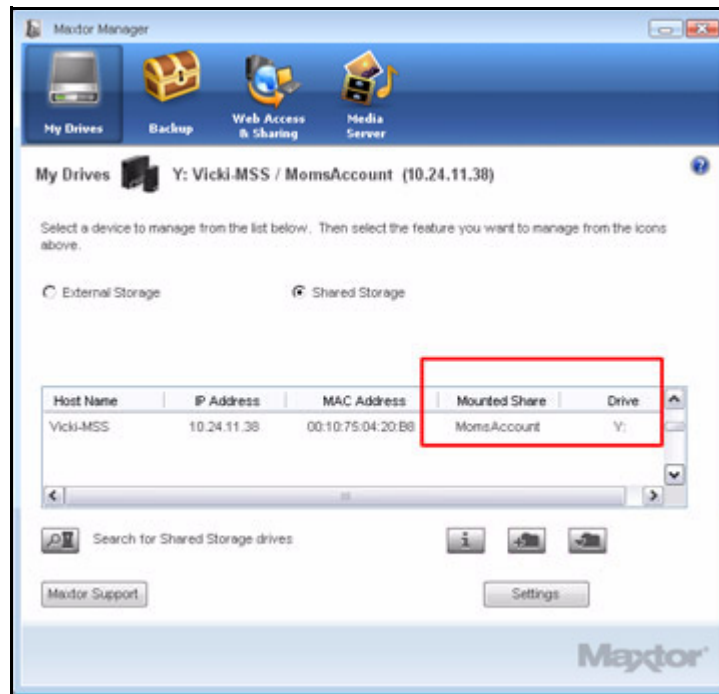 Maxtor Manager
My Drives
Backup
Web Access
& Sharing
Media
Server
My Drives Y: Vicki-MSS / MomsAccount (10.24.11.38)
Select a device to manage from the list below. Then select the feature you want to manage from the icons
above.
External Storage Shared Storage
Host Name IP Address MAC Address Mounted Share Drive
Vicki-MSS 10.24.11.38 00:10:75:04:20:B8 MomsAccount Y:
Search for Shared Storage drives
Maxtor Support Settings
Maxtor